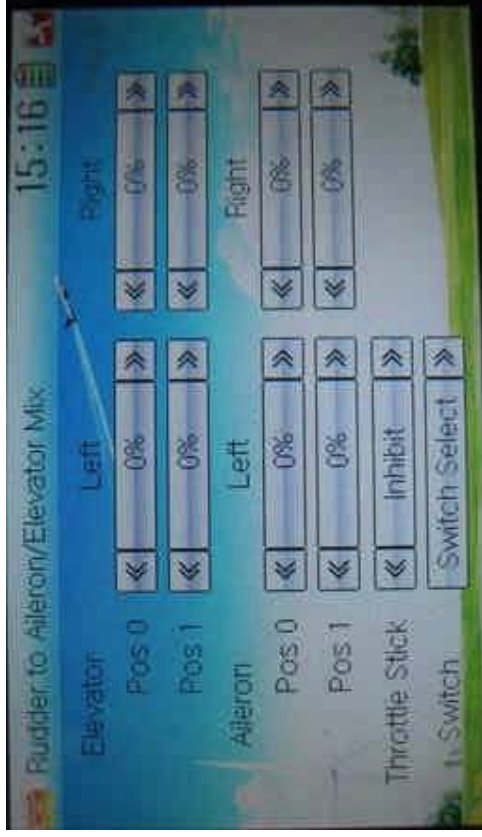 Rudder to Aileron/Elevator Mix 15:16
Elevator Left Right
Pos 0 « 0% » « 0% »
Pos 1 « 0% » « 0% »
Aileron Left Right
Pos 0 « 0% » « 0% »
Pos 1 « 0% » « 0% »
Throttle Stick « Inhibit »
1: Switch Switch Select »